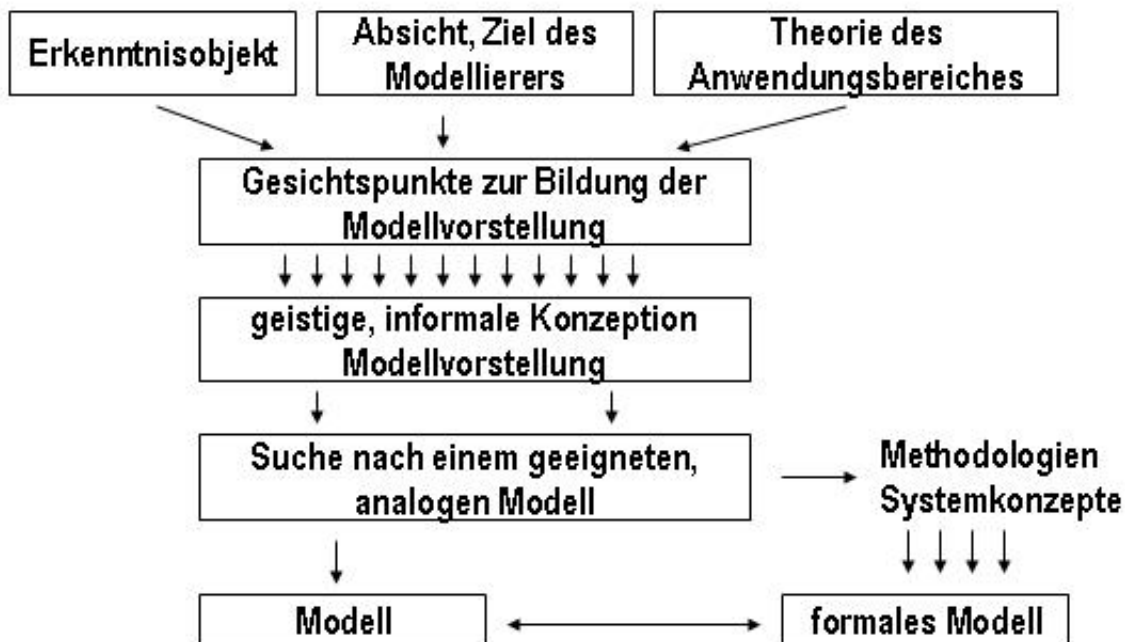 Erkenntnisobjekt
Absicht, Ziel des
Modellierers
Theorie des
Anwendungsbereiches
Gesichtspunkte zur Bildung der
Modellvorstellung
geistige, informale Konzeption
Modellvorstellung
Suche nach einem geeigneten,
analogen Modell
Methodologien
Systemkonzepte
Modell
formales Modell